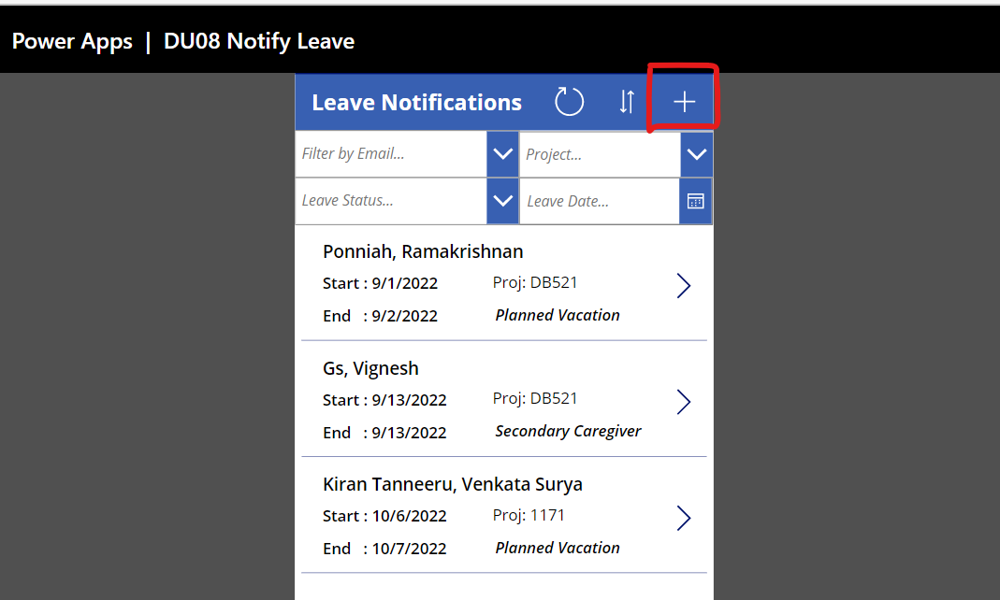 Power Apps | DU08 Notify Leave
Leave Notifications
Filter by Email... Project...
Leave Status... Leave Date...
Ponniah, Ramakrishnan
Start : 9/1/2022 Proj: DB521
End : 9/2/2022 Planned Vacation
Gs, Vignesh
Start : 9/13/2022 Proj: DB521
End : 9/13/2022 Secondary Caregiver
Kiran Tanneeru, Venkata Surya
Start : 10/6/2022 Proj: 1171
End : 10/7/2022 Planned Vacation